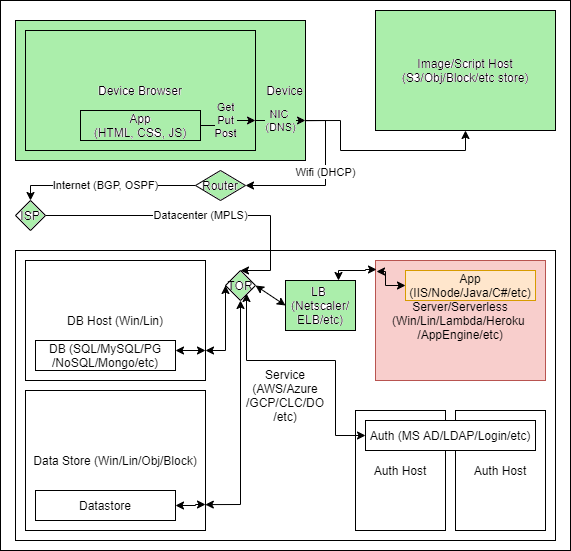 Image/Script Host
(S3/Obj/Block/etc store)
Device Browser
Device
App
(HTML, CSS, JS)
Get
Put
Post
NIC
(DNS)
Wifi (DHCP)
Internet (BGP, OSPF)
Router
ISP
Datacenter (MPLS)
TOR
LB
(Netscaler/
ELB/etc)
App
(IIS/Node/Java/C#/etc)
Server/Serverless
(Win/Lin/Lambda/Heroku
/AppEngine/etc)
DB Host (Win/Lin)
DB (SQL/MySQL/PG
/NoSQL/Mongo/etc)
Service
(AWS/Azure
/GCP/CLC/DO
/etc)
Data Store (Win/Lin/Obj/Block)
Datastore
Auth (MS AD/LDAP/Login/etc)
Auth Host
Auth Host